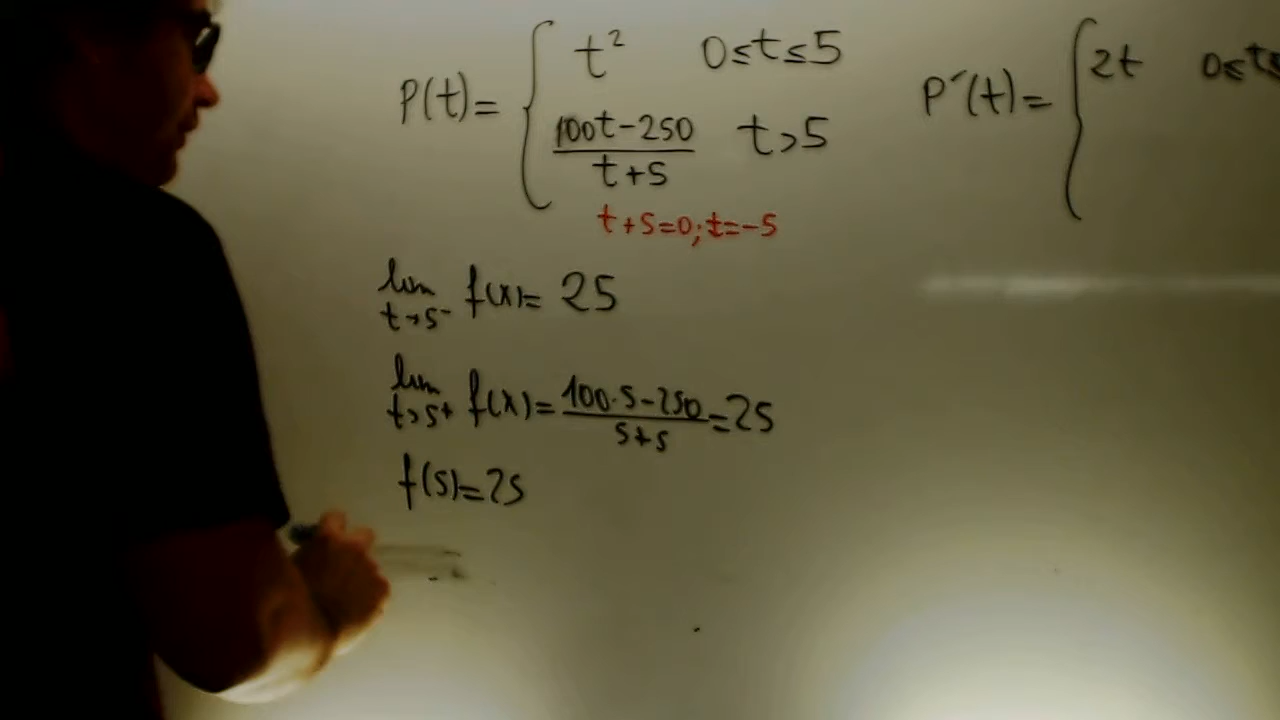 P(t)= { t² 0≤t≤5
100t-250 / t+5 t>5
t+5=0; t=-5
P´(t)= { 2t 0≤t≤
lim t→5⁻ f(x)= 25
lim t→5⁺ f(x)= 100·5-250 / 5+5 =25
f(5)=25